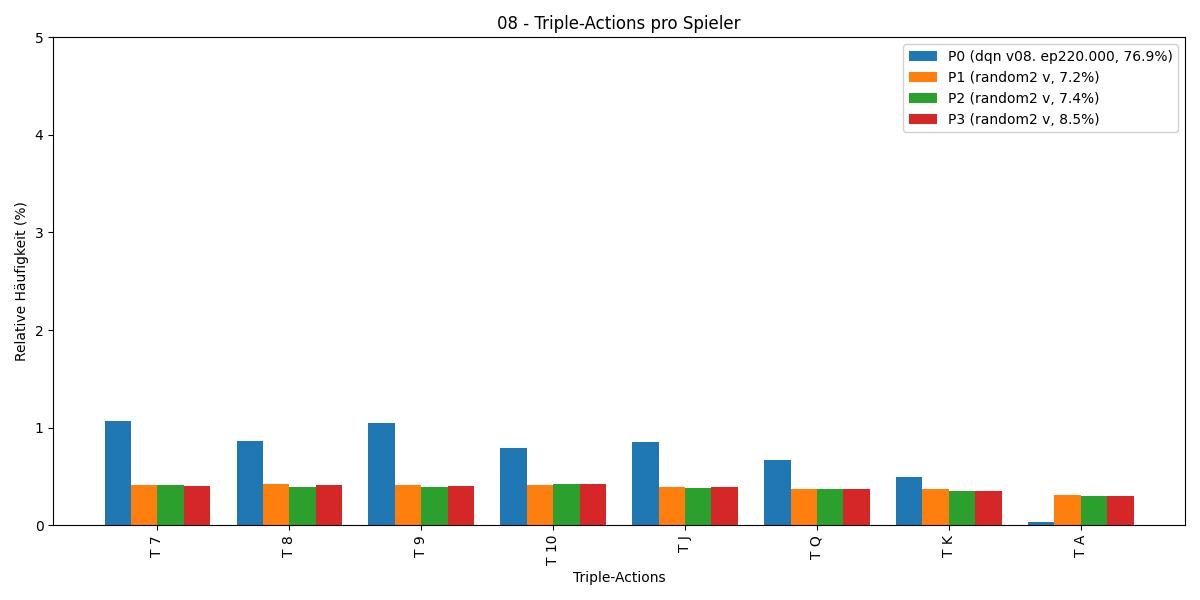 08 - Triple-Actions pro Spieler
Relative Häufigkeit (%)
5
4
3
2
1
0
P0 (dqn v08. ep220.000, 76.9%)
P1 (random2 v, 7.2%)
P2 (random2 v, 7.4%)
P3 (random2 v, 8.5%)
T 7
T 8
T 9
T 10
T J
T Q
T K
T A
Triple-Actions